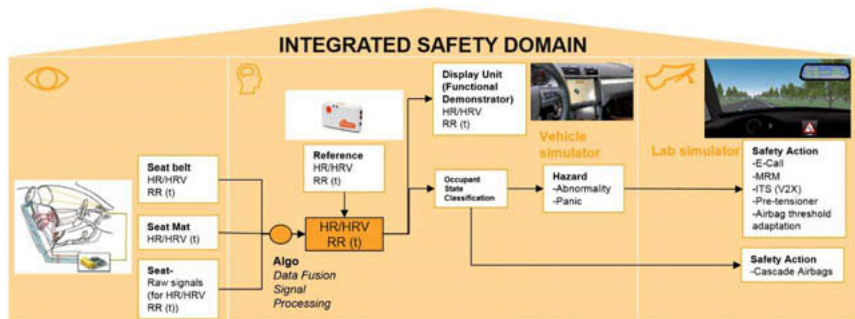 INTEGRATED SAFETY DOMAIN
Seat belt
HR/HRV
RR (t)
Seat Mat
HR/HRV (t)
Seat-
Raw signals
(for HR/HRV
RR (t))
Reference
HR/HRV
RR (t)
Algo
Data Fusion
Signal
Processing
HR/HRV
RR (t)
Display Unit
(Functional
Demonstrator)
HR/HRV
RR (t)
Vehicle
simulator
Occupant
State
Classification
Hazard
-Abnormality
-Panic
Lab simulator
Safety Action
-E-Call
-MRM
-ITS (V2X)
-Pre-tensioner
-Airbag threshold
adaptation
Safety Action
-Cascade Airbags